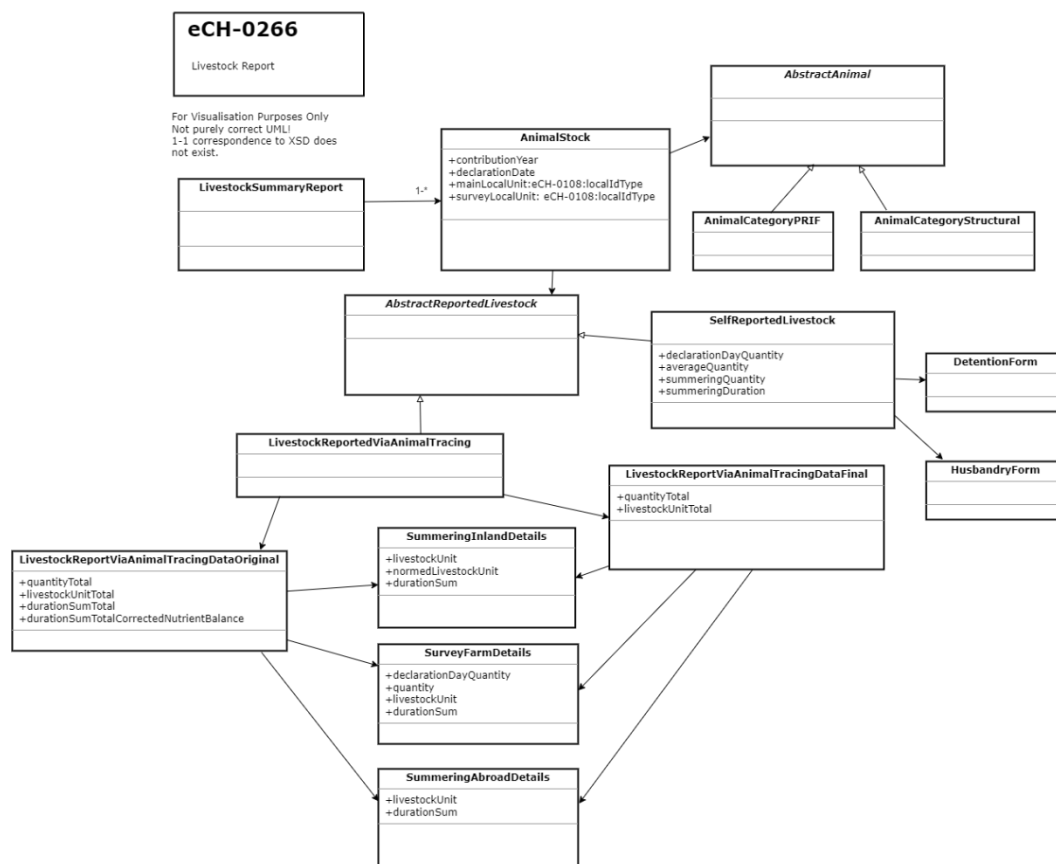 eCH-0266
Livestock Report
For Visualisation Purposes Only
Not purely correct UML!
1-1 correspondence to XSD does
not exist.
AbstractAnimal
AnimalStock
+contributionYear
+declarationDate
+mainLocalUnit:eCH-0108:localIdType
+surveyLocalUnit: eCH-0108:localIdType
LivestockSummaryReport
1-*
AnimalCategoryPRIF
AnimalCategoryStructural
AbstractReportedLivestock
SelfReportedLivestock
+declarationDayQuantity
+averageQuantity
+summeringQuantity
+summeringDuration
DetentionForm
HusbandryForm
LivestockReportedViaAnimalTracing
LivestockReportViaAnimalTracingDataFinal
+quantityTotal
+livestockUnitTotal
SummeringInlandDetails
+livestockUnit
+normedLivestockUnit
+durationSum
LivestockReportViaAnimalTracingDataOriginal
+quantityTotal
+livestockUnitTotal
+durationSumTotal
+durationSumTotalCorrectedNutrientBalance
SurveyFarmDetails
+declarationDayQuantity
+quantity
+livestockUnit
+durationSum
SummeringAbroadDetails
+livestockUnit
+durationSum